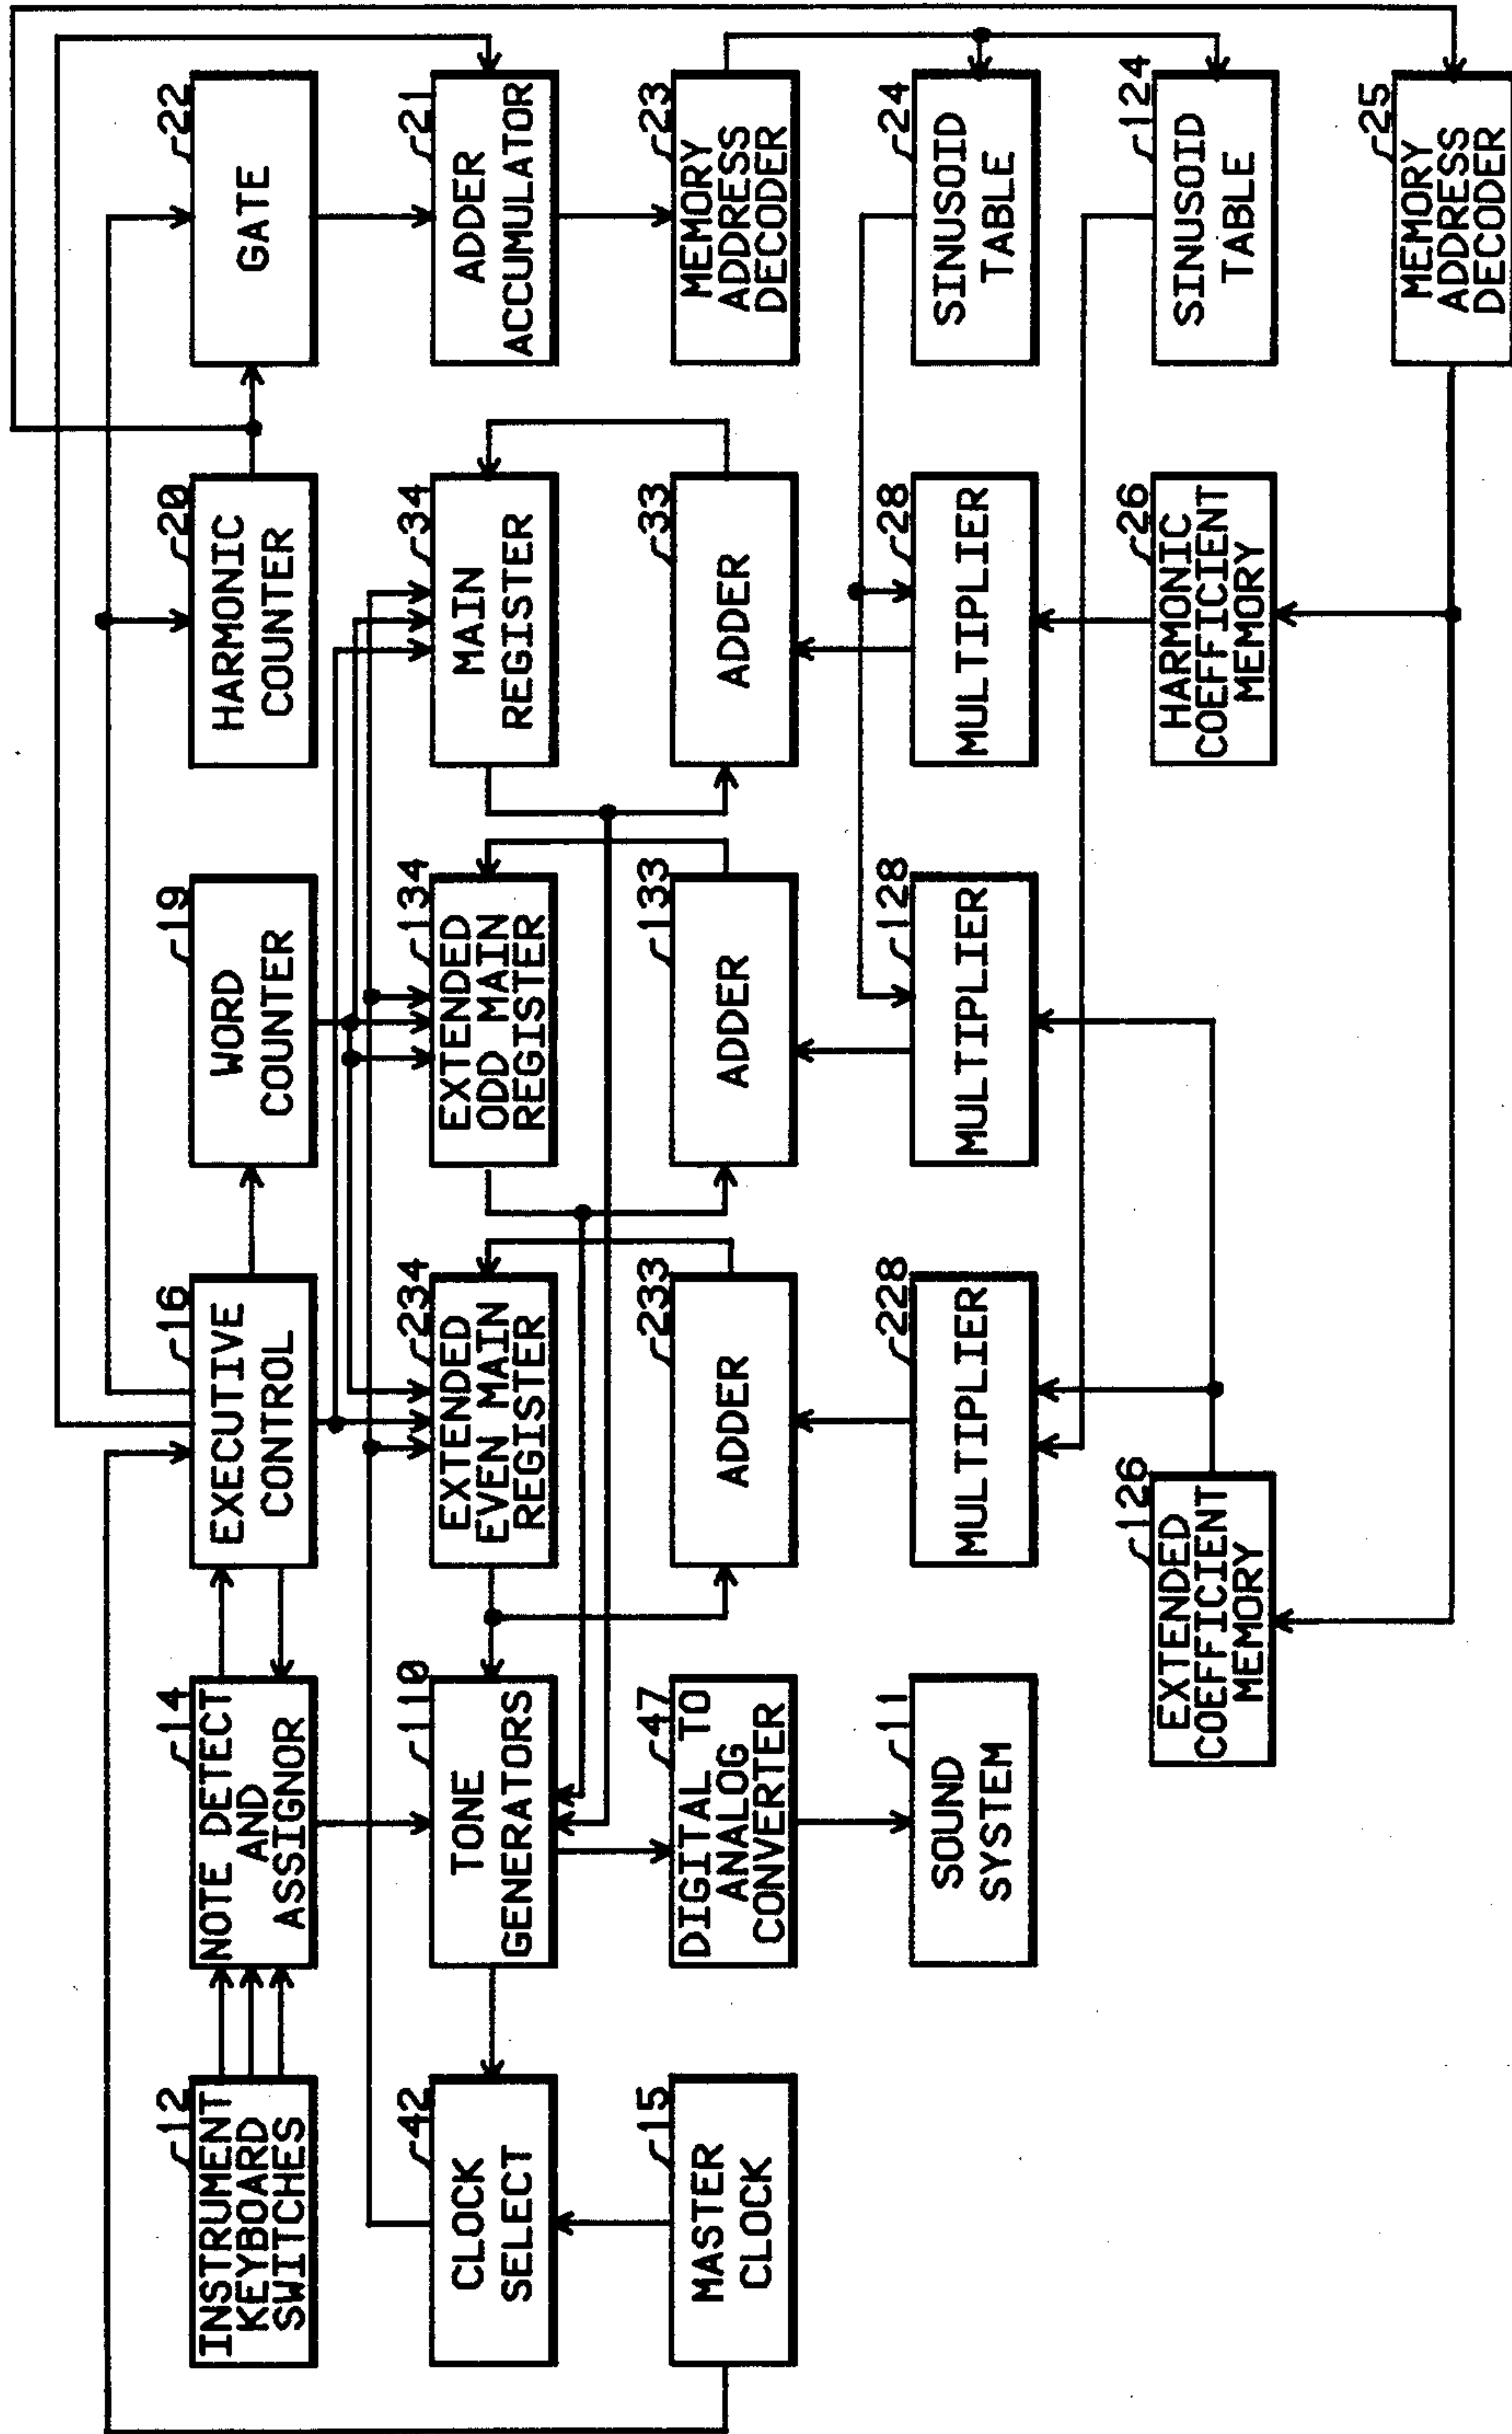 12
INSTRUMENT
KEYBOARD
SWITCHES
14
NOTE DETECT
AND
ASSIGNOR
16
EXECUTIVE
CONTROL
19
WORD
COUNTER
20
HARMONIC
COUNTER
22
GATE
42
CLOCK
SELECT
110
TONE
GENERATORS
234
EXTENDED
EVEN MAIN
REGISTER
134
EXTENDED
ODD MAIN
REGISTER
34
MAIN
REGISTER
21
ADDER
ACCUMULATOR
15
MASTER
CLOCK
47
DIGITAL TO
ANALOG
CONVERTER
233
ADDER
133
ADDER
33
ADDER
23
MEMORY
ADDRESS
DECODER
11
SOUND
SYSTEM
228
MULTIPLIER
128
MULTIPLIER
28
MULTIPLIER
24
SINUSOID
TABLE
126
EXTENDED
COEFFICIENT
MEMORY
26
HARMONIC
COEFFICIENT
MEMORY
124
SINUSOID
TABLE
25
MEMORY
ADDRESS
DECODER